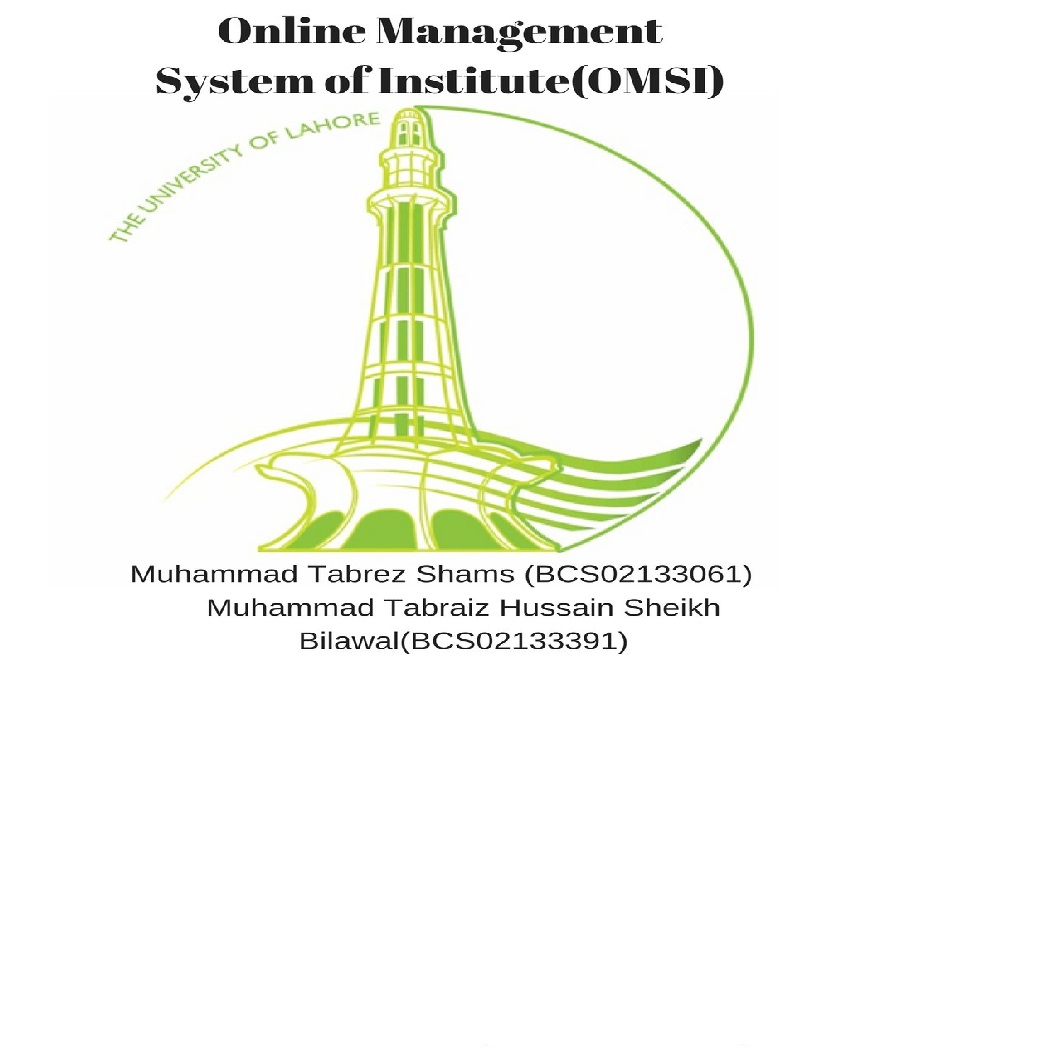 Online Management
System of Institute(OMSI)
THE UNIVERSITY OF LAHORE
Muhammad Tabrez Shams (BCS02133061)
Muhammad Tabraiz Hussain Sheikh
Bilawal(BCS02133391)